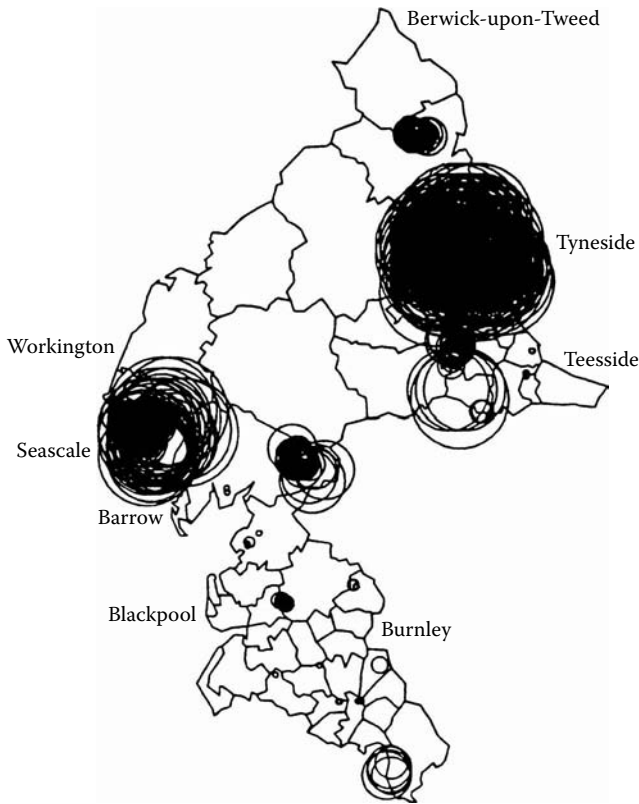 Berwick-upon-Tweed
Tyneside
Workington
Teesside
Seascale
Barrow
Blackpool
Burnley